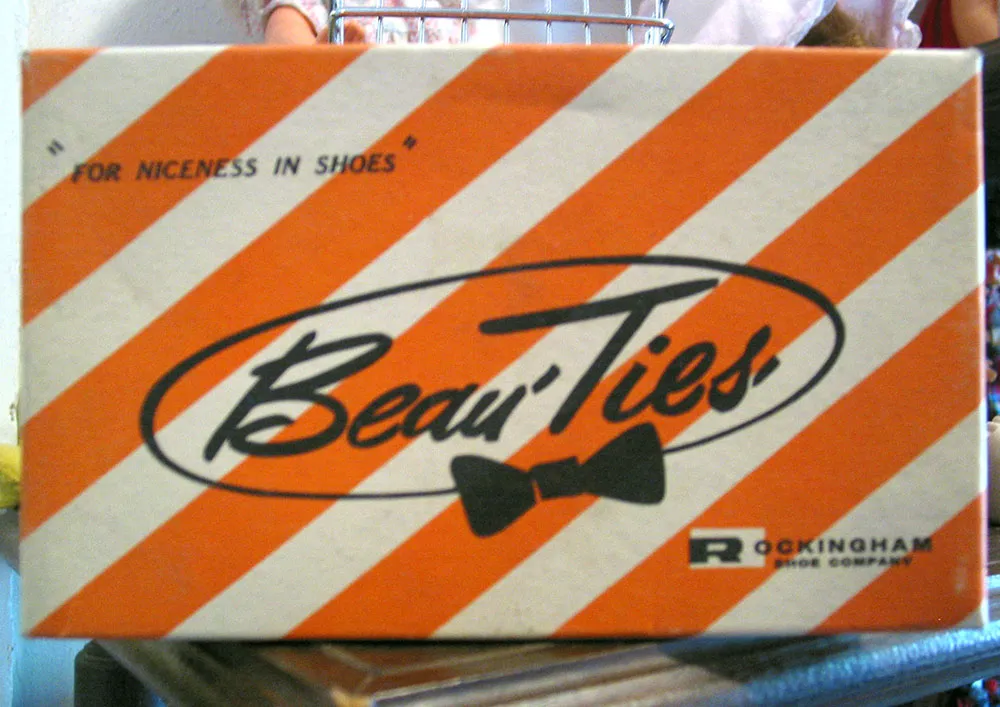 "FOR NICENESS IN SHOES"
Beau Ties
ROCKINGHAM
SHOE COMPANY